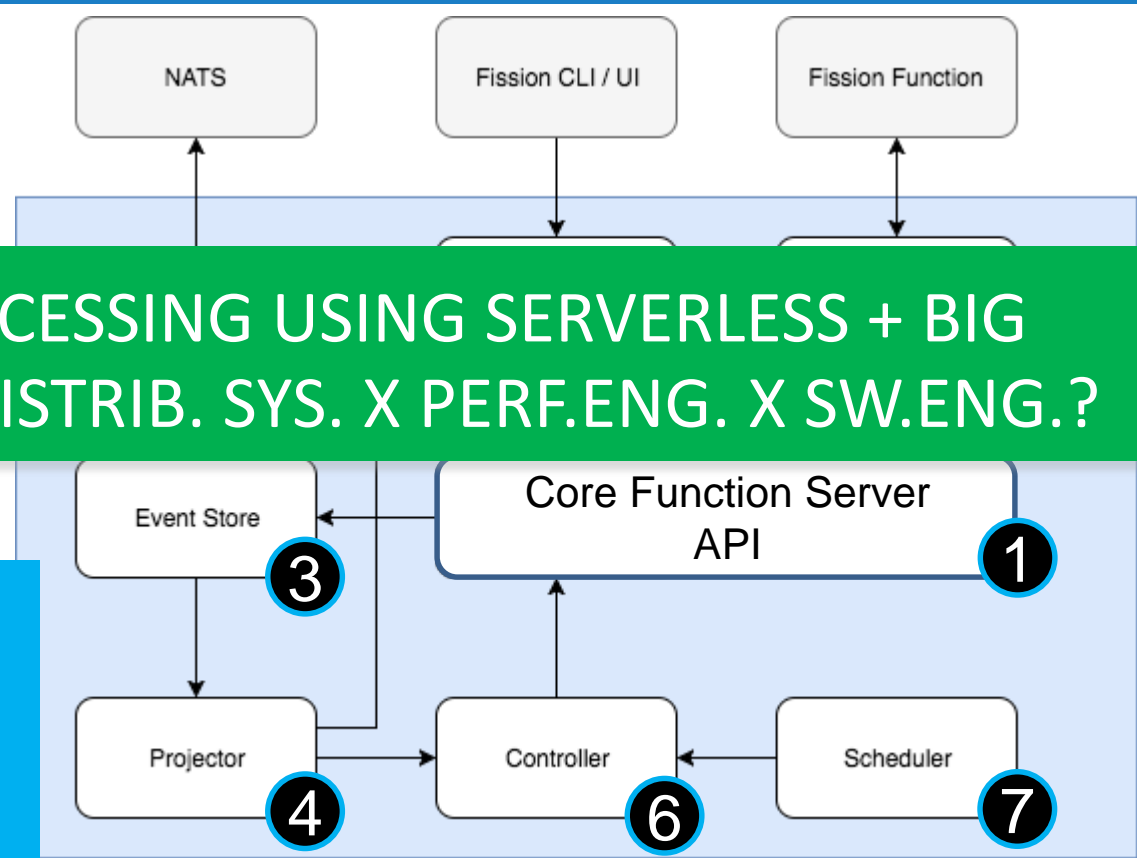 NATS
Fission CLI / UI
Fission Function
CESSING USING SERVERLESS + BIG
ISTRIB. SYS. X PERF.ENG. X SW.ENG.?
Event Store
3
Core Function Server
API
1
Projector
4
Controller
6
Scheduler
7